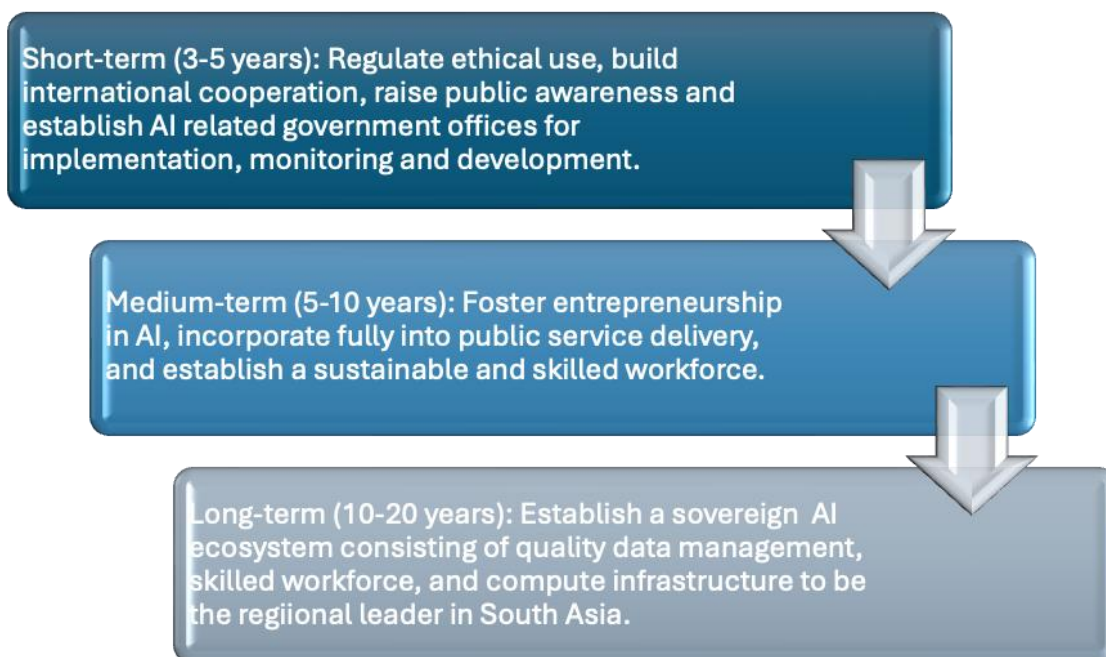 Short-term (3-5 years): Regulate ethical use, build
international cooperation, raise public awareness and
establish AI related government offices for
implementation, monitoring and development.
Medium-term (5-10 years): Foster entrepreneurship
in AI, incorporate fully into public service delivery,
and establish a sustainable and skilled workforce.
Long-term (10-20 years): Establish a sovereign AI
ecosystem consisting of quality data management,
skilled workforce, and compute infrastructure to be
the regiional leader in South Asia.